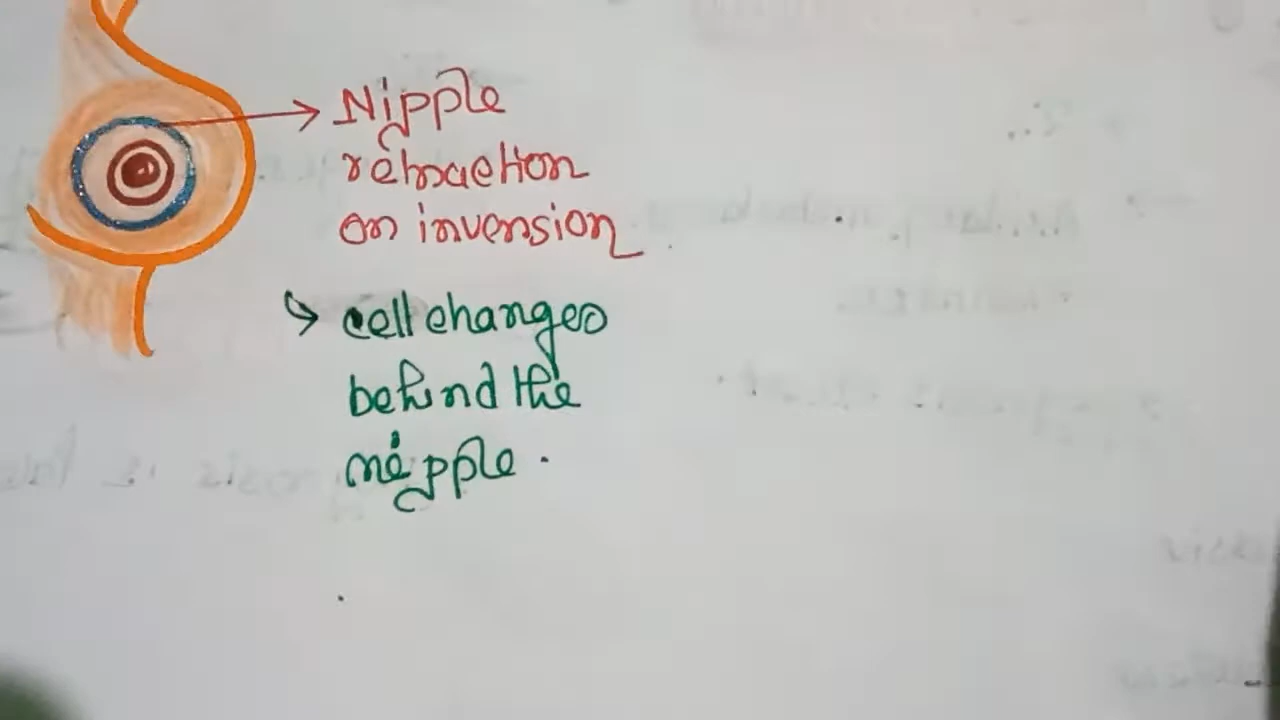 Nipple
retraction
or inversion
cell changes
behind the
nipple.